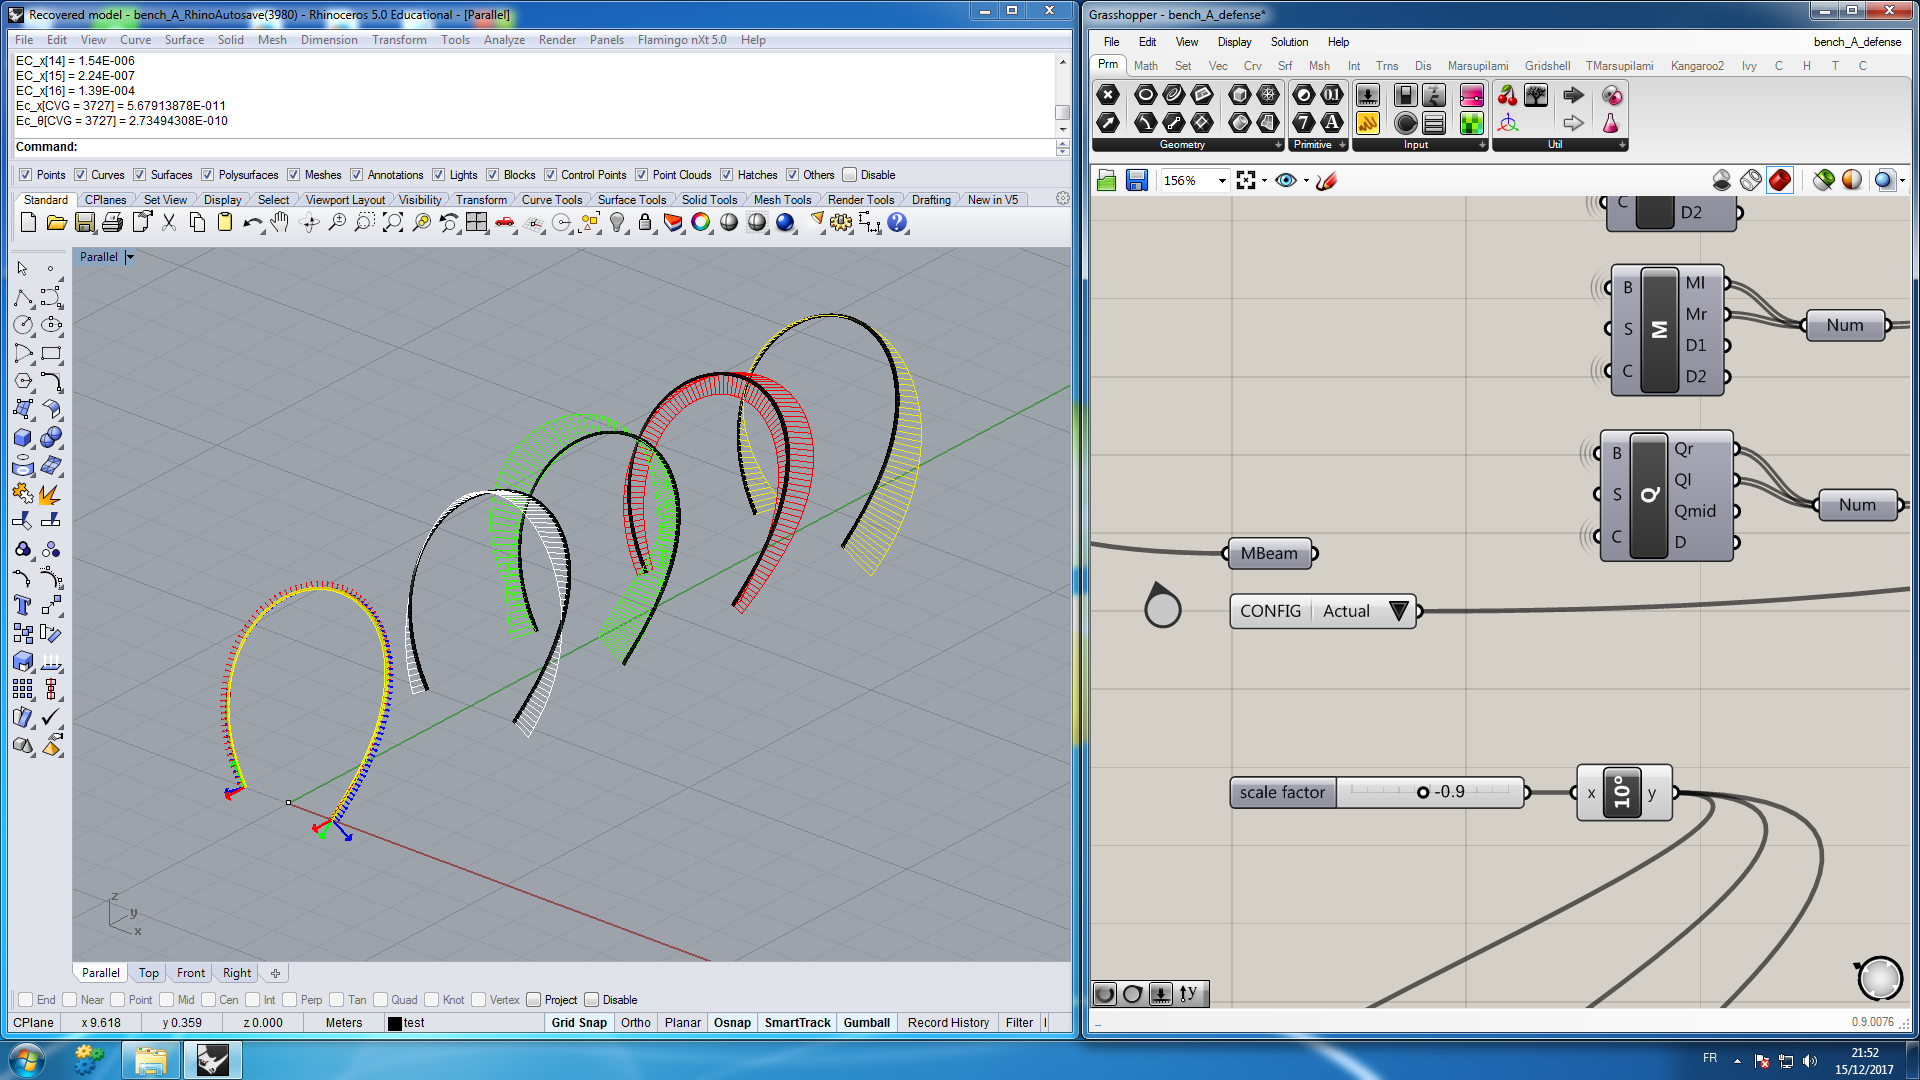 Recovered model - bench_A_RhinoAutosave(3980) - Rhinoceros 5.0 Educational - [Parallel]
File Edit View Curve Surface Solid Mesh Dimension Transform Tools Analyze Render Panels Flamingo nXt 5.0 Help
EC_x[14] = 1.54E-006
EC_x[15] = 2.24E-007
EC_x[16] = 1.39E-004
Ec_x[CVG = 3727] = 5.67913878E-011
Ec_θ[CVG = 3727] = 2.73494308E-010
Command:
Points Curves Surfaces Polysurfaces Meshes Annotations Lights Blocks Control Points Point Clouds Hatches Others Disable
Standard CPlanes Set View Display Select Viewport Layout Visibility Transform Curve Tools Surface Tools Solid Tools Mesh Tools Render Tools Drafting New in V5
Parallel
z
y
x
Parallel Top Front Right
End Near Point Mid Cen Int Perp Tan Quad Knot Vertex Project Disable
CPlane x 9.618 y 0.359 z 0.000 Meters test Grid Snap Ortho Planar Osnap SmartTrack Gumball Record History Filter
Grasshopper - bench_A_defense*
File Edit View Display Solution Help bench_A_defense
Prm Math Set Vec Crv Srf Msh Int Trns Dis Marsupilami Gridshell TMarsupilami Kangaroo2 Ivy C H T C
Geometry Primitive Input Util
156%
C D2
B S C M Ml Mr D1 D2
Num
B S C Q Qr Ql Qmid D
Num
MBeam
CONFIG Actual
scale factor -0.9
x 10° y
0.9.0076
FR
21:52
15/12/2017